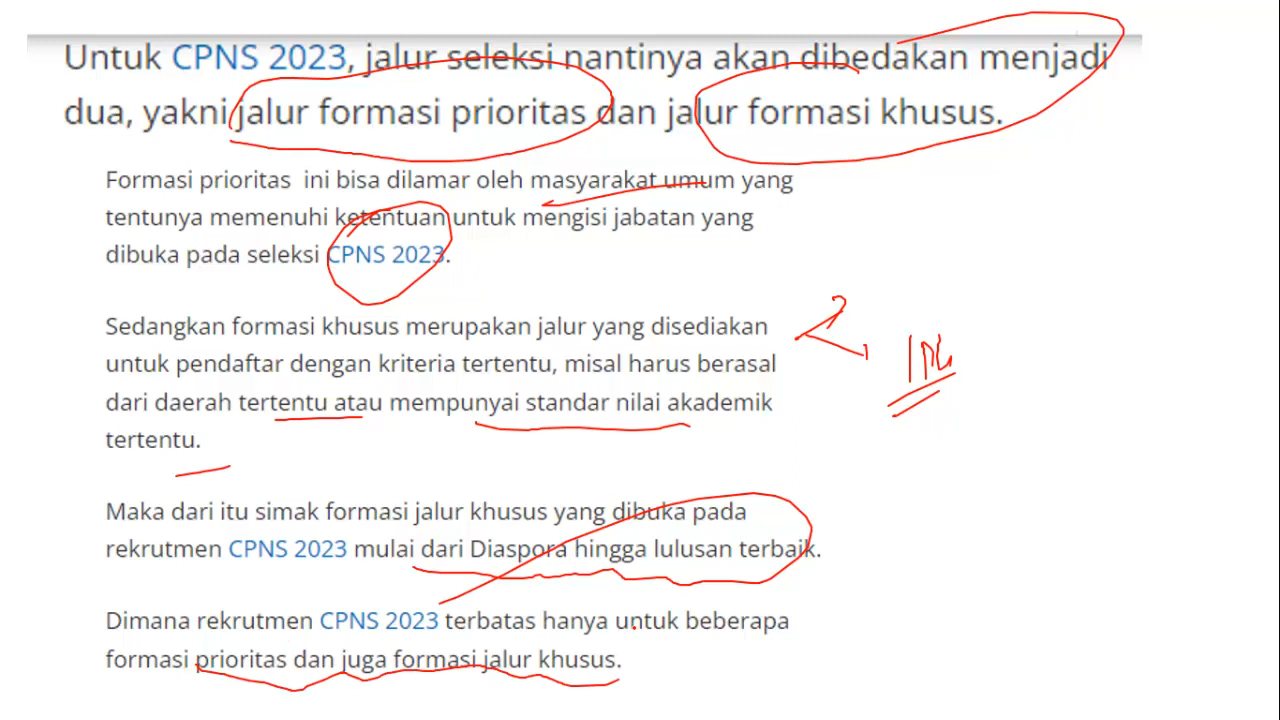 Untuk CPNS 2023, jalur seleksi nantinya akan dibedakan menjadi
dua, yakni jalur formasi prioritas dan jalur formasi khusus.
Formasi prioritas ini bisa dilamar oleh masyarakat umum yang
tentunya memenuhi ketentuan untuk mengisi jabatan yang
dibuka pada seleksi CPNS 2023.
Sedangkan formasi khusus merupakan jalur yang disediakan
untuk pendaftar dengan kriteria tertentu, misal harus berasal
dari daerah tertentu atau mempunyai standar nilai akademik
tertentu.
Maka dari itu simak formasi jalur khusus yang dibuka pada
rekrutmen CPNS 2023 mulai dari Diaspora hingga lulusan terbaik.
Dimana rekrutmen CPNS 2023 terbatas hanya untuk beberapa
formasi prioritas dan juga formasi jalur khusus.